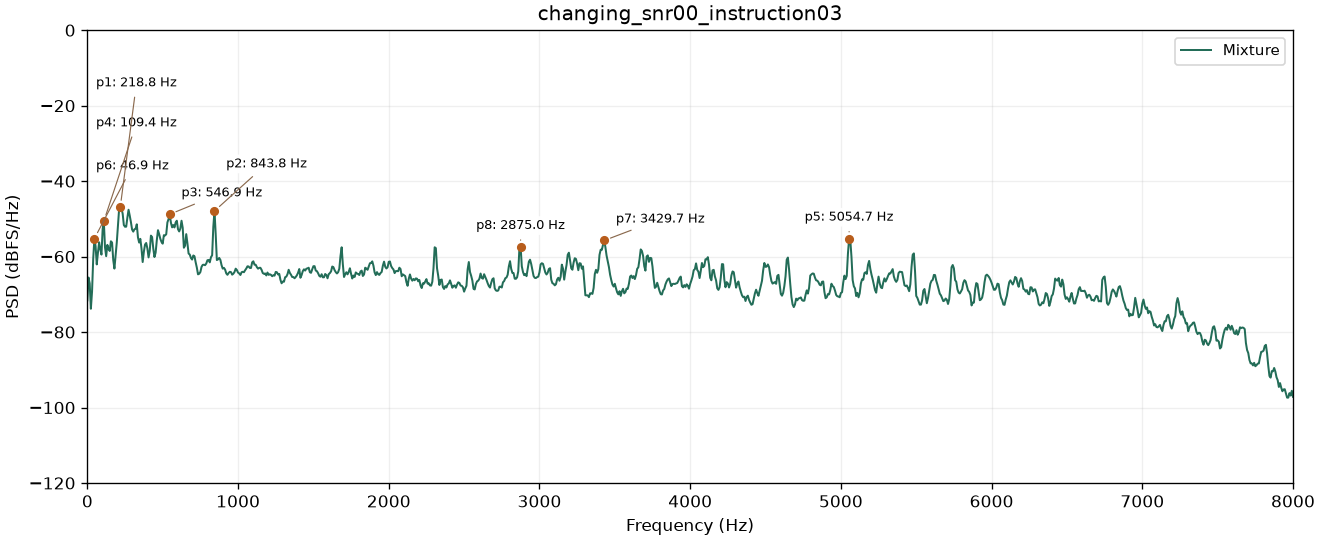 changing_snr00_instruction03
Mixture
p1: 218.8 Hz
p4: 109.4 Hz
p6: 46.9 Hz
p2: 843.8 Hz
p3: 546.9 Hz
p8: 2875.0 Hz
p7: 3429.7 Hz
p5: 5054.7 Hz
PSD (dBFS/Hz)
0
−20
−40
−60
−80
−100
−120
0 1000 2000 3000 4000 5000 6000 7000 8000
Frequency (Hz)